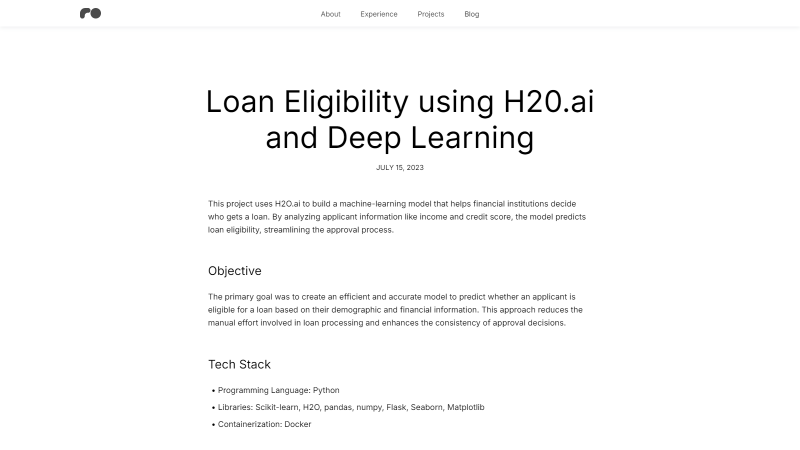 ro
About Experience Projects Blog
Loan Eligibility using H20.ai
and Deep Learning
JULY 15, 2023
This project uses H2O.ai to build a machine-learning model that helps financial institutions decide
who gets a loan. By analyzing applicant information like income and credit score, the model predicts
loan eligibility, streamlining the approval process.
Objective
The primary goal was to create an efficient and accurate model to predict whether an applicant is
eligible for a loan based on their demographic and financial information. This approach reduces the
manual effort involved in loan processing and enhances the consistency of approval decisions.
Tech Stack
• Programming Language: Python
• Libraries: Scikit-learn, H2O, pandas, numpy, Flask, Seaborn, Matplotlib
• Containerization: Docker